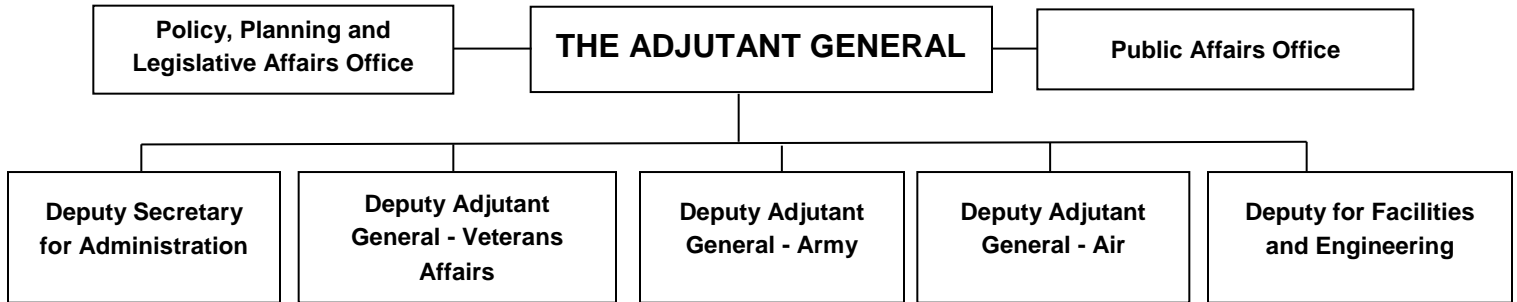 Policy, Planning and
Legislative Affairs Office
THE ADJUTANT GENERAL
Public Affairs Office
Deputy Secretary
for Administration
Deputy Adjutant
General - Veterans
Affairs
Deputy Adjutant
General - Army
Deputy Adjutant
General - Air
Deputy for Facilities
and Engineering